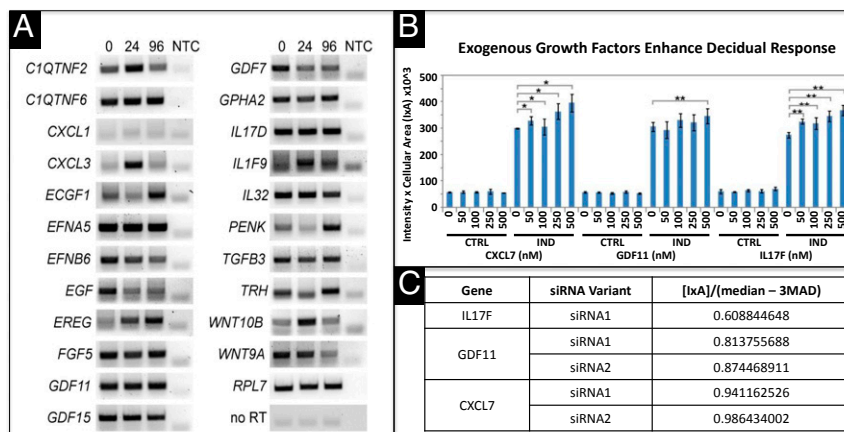 A
0 24 96 NTC
C1QTNF2
C1QTNF6
CXCL1
CXCL3
ECGF1
EFNA5
EFNB6
EGF
EREG
FGF5
GDF11
GDF15
0 24 96 NTC
GDF7
GPHA2
IL17D
IL1F9
IL32
PENK
TGFB3
TRH
WNT10B
WNT9A
RPL7
no RT
B
Exogenous Growth Factors Enhance Decidual Response
Intensity x Cellular Area (IxA) x10^3
500
400
300
200
100
0
* * * *
**
** ** ** **
0 50 100 250 500 0 50 100 250 500 0 50 100 250 500 0 50 100 250 500 0 50 100 250 500 0 50 100 250 500
CTRL IND CTRL IND CTRL IND
CXCL7 (nM) GDF11 (nM) IL17F (nM)
C
Gene siRNA Variant [IxA]/(median – 3MAD)
IL17F siRNA1 0.608844648
GDF11 siRNA1 0.813755688
siRNA2 0.874468911
CXCL7 siRNA1 0.941162526
siRNA2 0.986434002